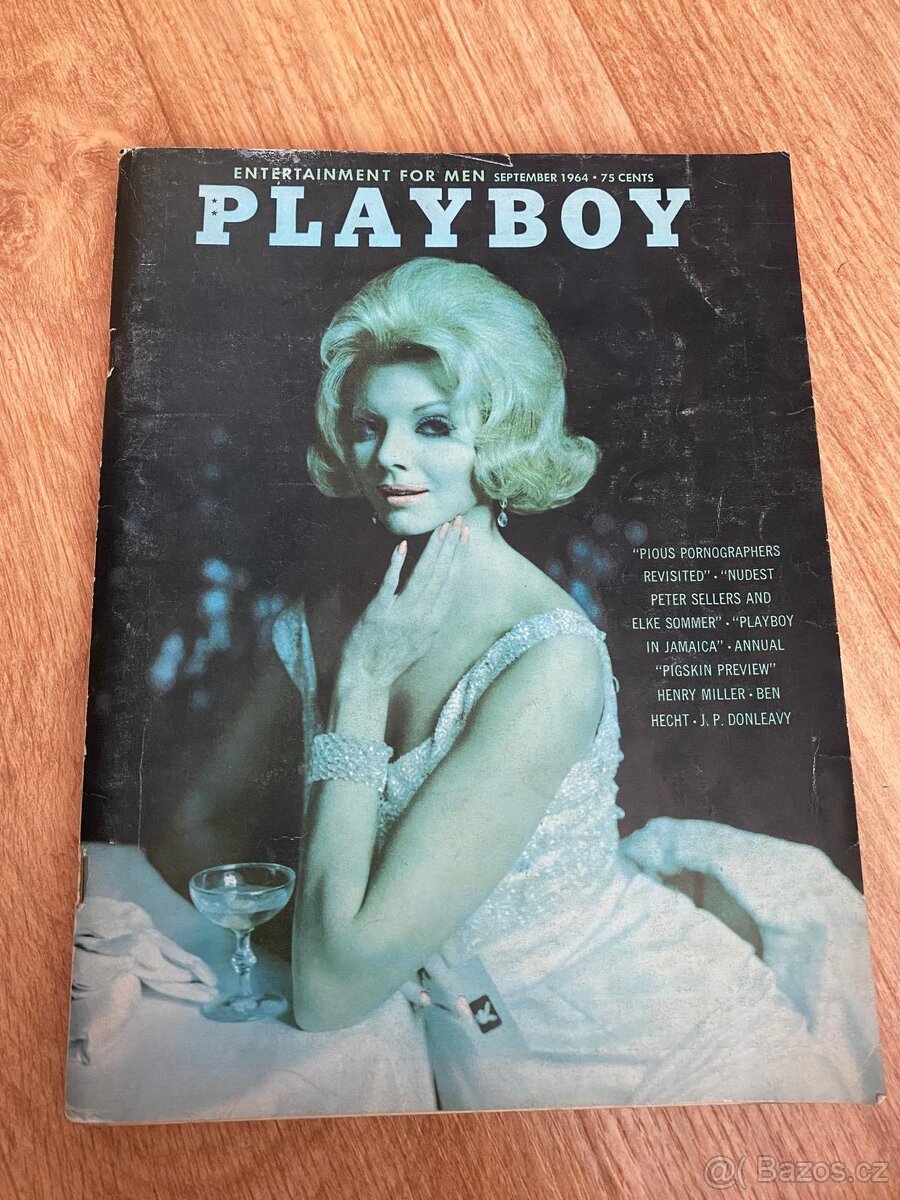 ENTERTAINMENT FOR MEN SEPTEMBER 1964 • 75 CENTS
PLAYBOY
"PIOUS PORNOGRAPHERS
REVISITED" • "NUDEST
PETER SELLERS AND
ELKE SOMMER" • "PLAYBOY
IN JAMAICA" • ANNUAL
"PIGSKIN PREVIEW"
HENRY MILLER • BEN
HECHT • J. P. DONLEAVY
@( Bazos.cz